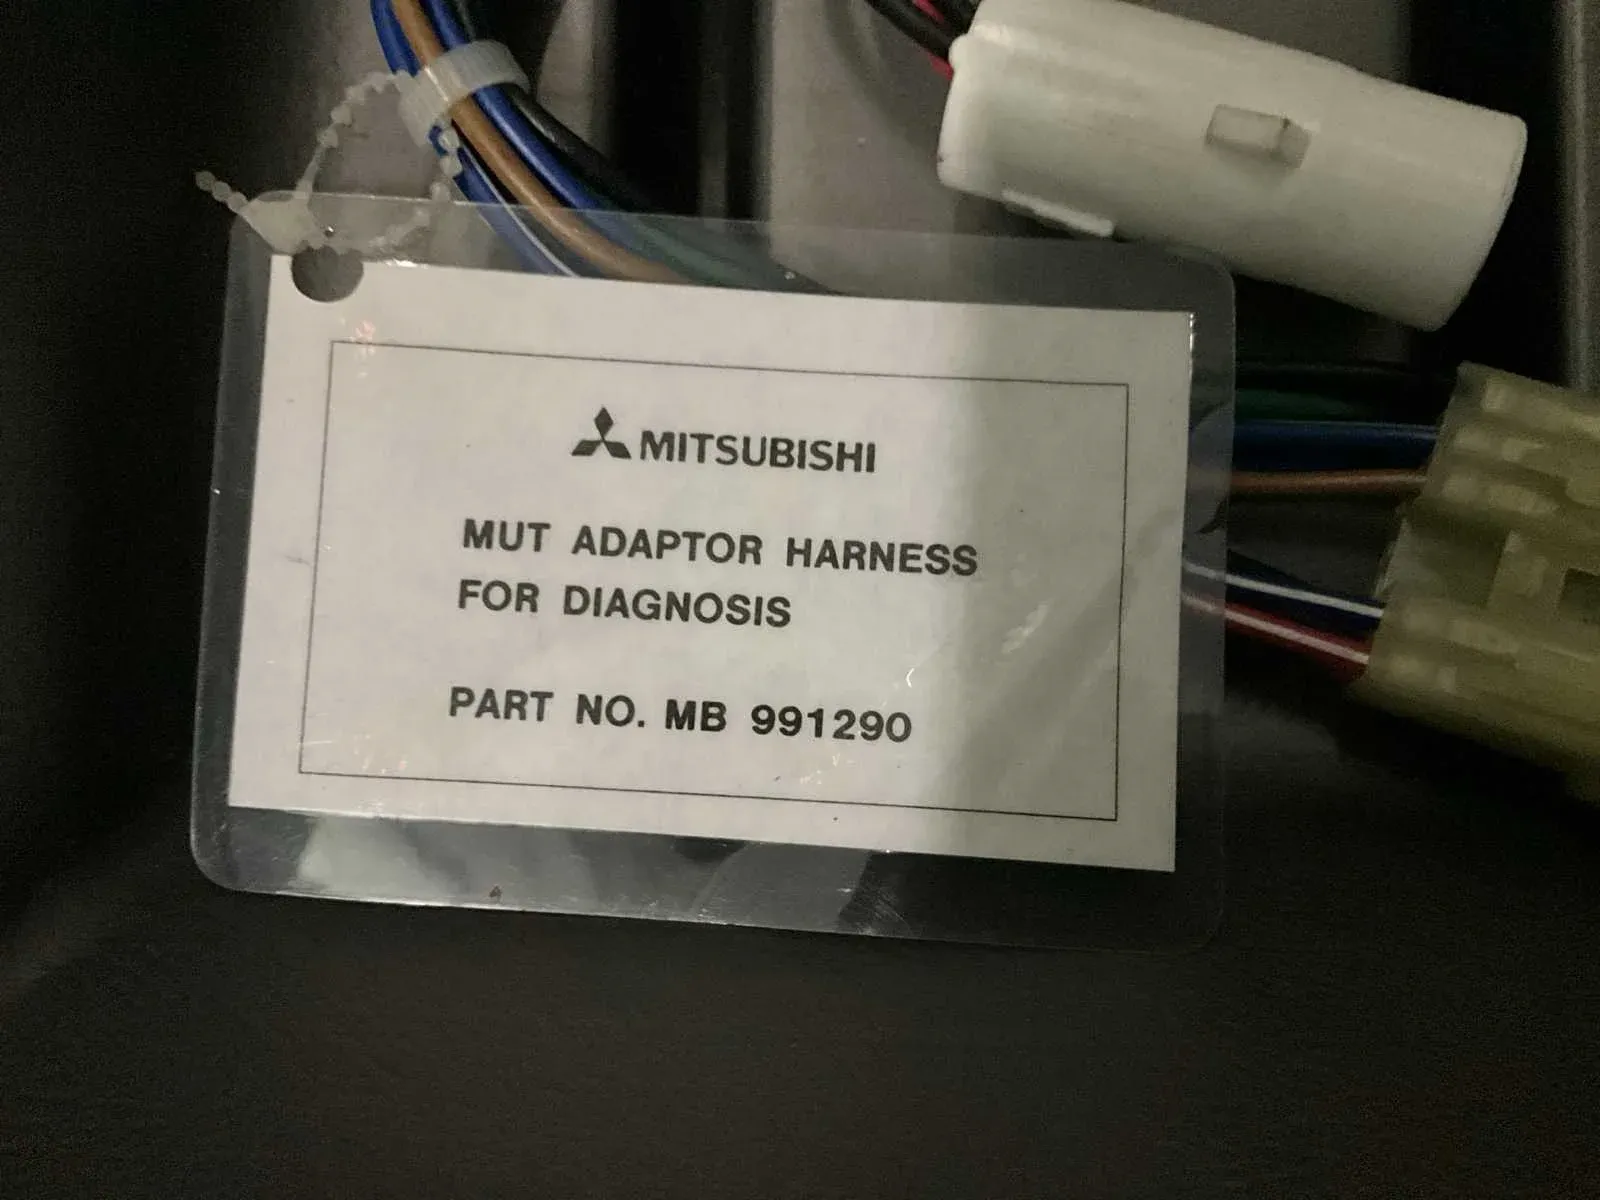 MITSUBISHI
MUT ADAPTOR HARNESS
FOR DIAGNOSIS
PART NO. MB 991290